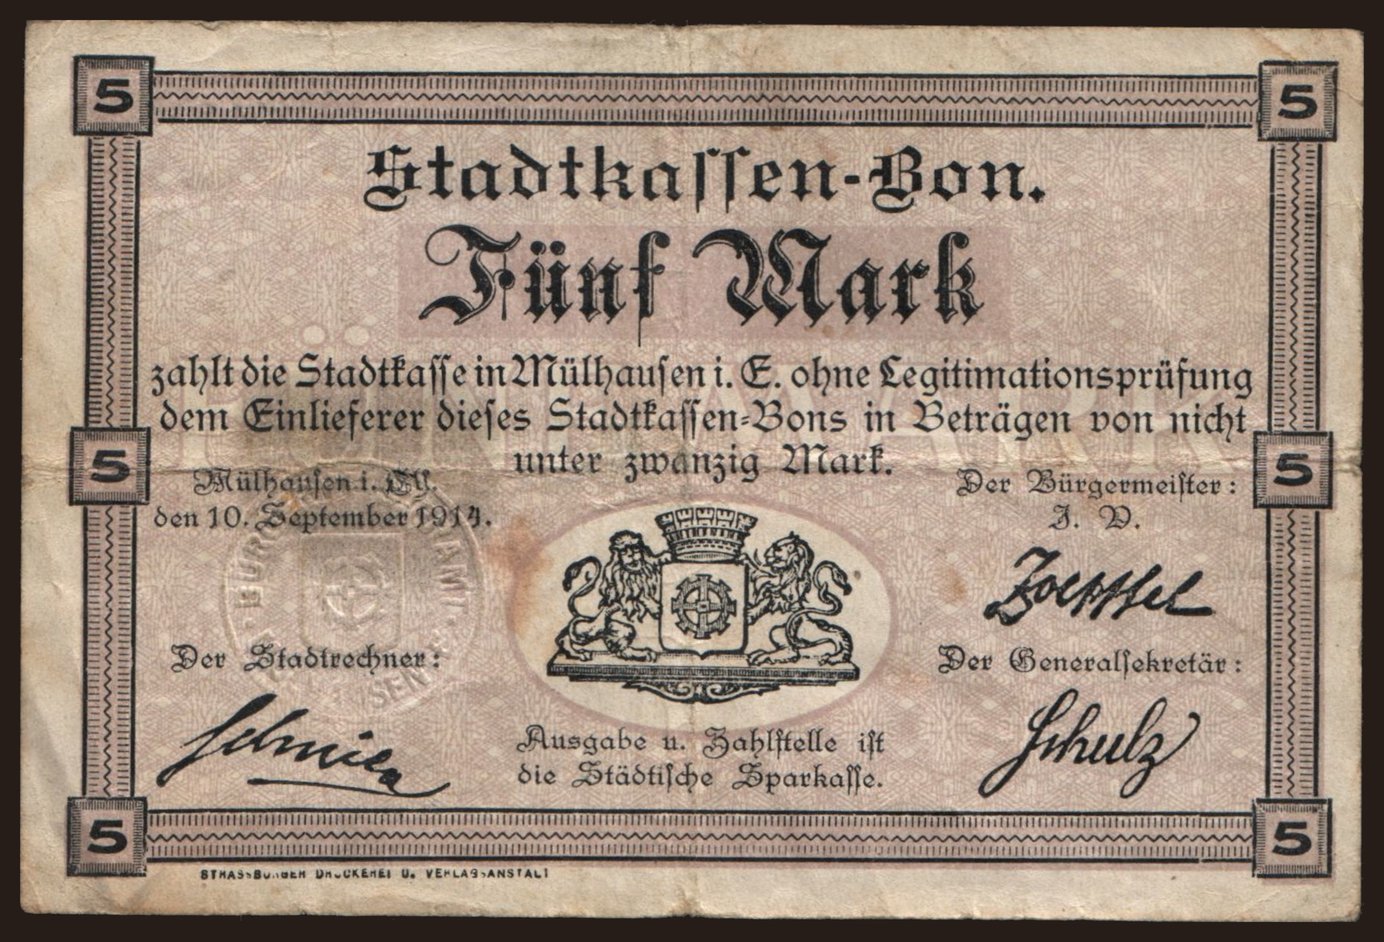 5 5
Stadtkassen-Bon.
Fünf Mark
zahlt die Stadtkasse in Mülhausen i. E. ohne Legitimationsprüfung
dem Einlieferer dieses Stadtkassen-Bons in Beträgen von nicht
unter zwanzig Mark.
5 5
Mülhausen i. Els.
den 10. September 1914.
Der Bürgermeister:
J. V.
Der Stadtrechner:
Der Generalsekretär:
Schulz
Ausgabe u. Zahlstelle ist
die Städtische Sparkasse.
5 5
STRASSBURGER DRUCKEREI U. VERLAGSANSTALT